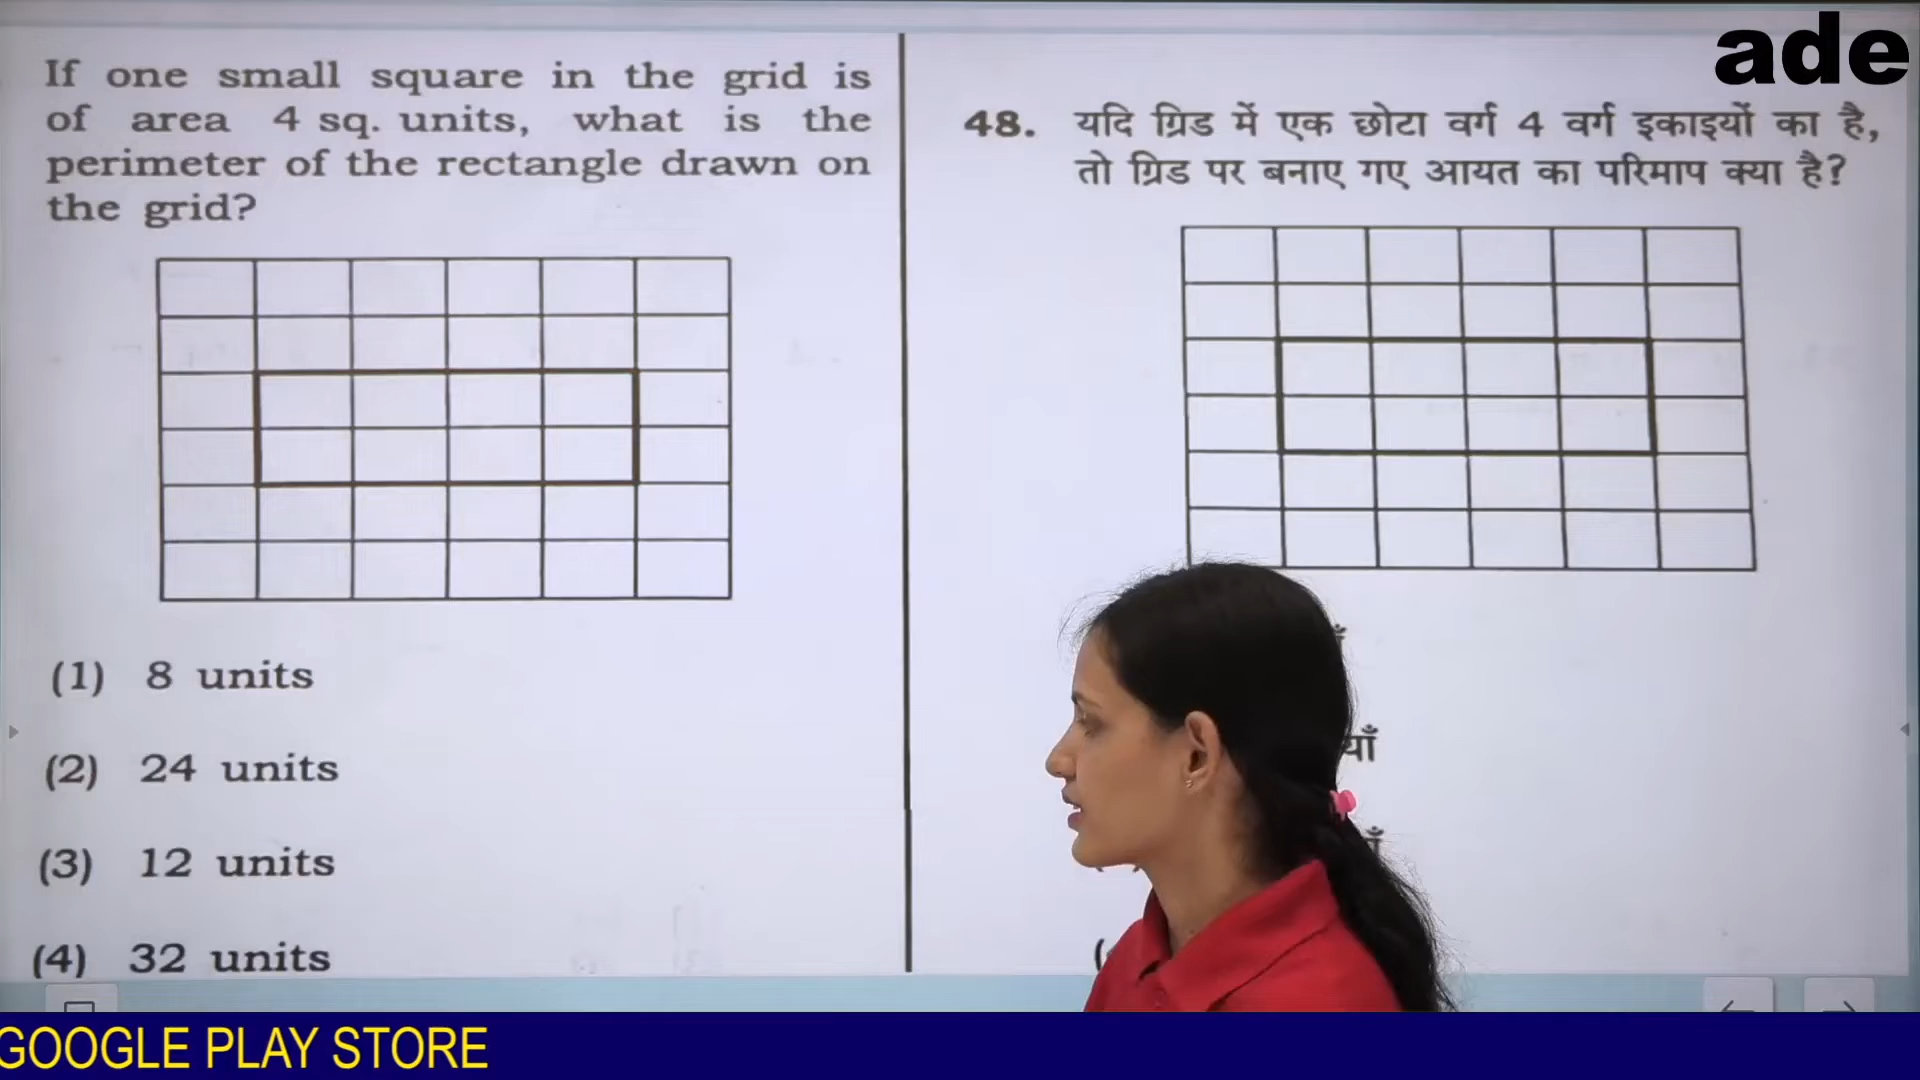 ade
If one small square in the grid is
of area 4 sq. units, what is the
perimeter of the rectangle drawn on
the grid?
(1) 8 units
(2) 24 units
(3) 12 units
(4) 32 units
48. यदि ग्रिड में एक छोटा वर्ग 4 वर्ग इकाइयों का है,
तो ग्रिड पर बनाए गए आयत का परिमाप क्या है?
GOOGLE PLAY STORE